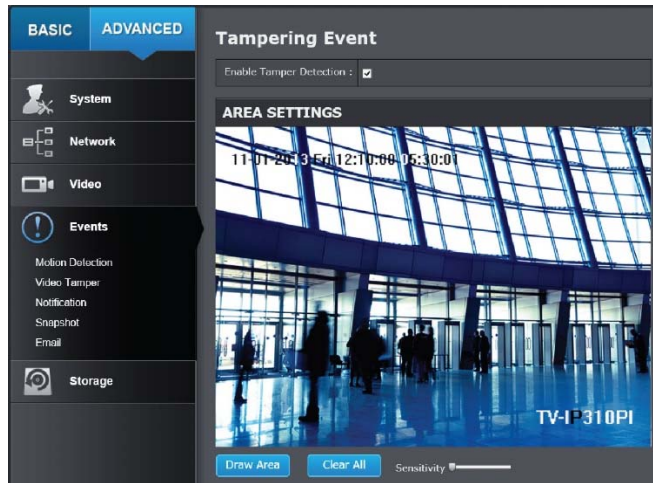 BASIC
ADVANCED
System
Network
Video
Events
Motion Detection
Video Tamper
Notification
Snapshot
Email
Storage
Tampering Event
Enable Tamper Detection :
AREA SETTINGS
11-01-2013 Fri 12:10:08 05:30:01
TV-IP310PI
Draw Area
Clear All
Sensitivity